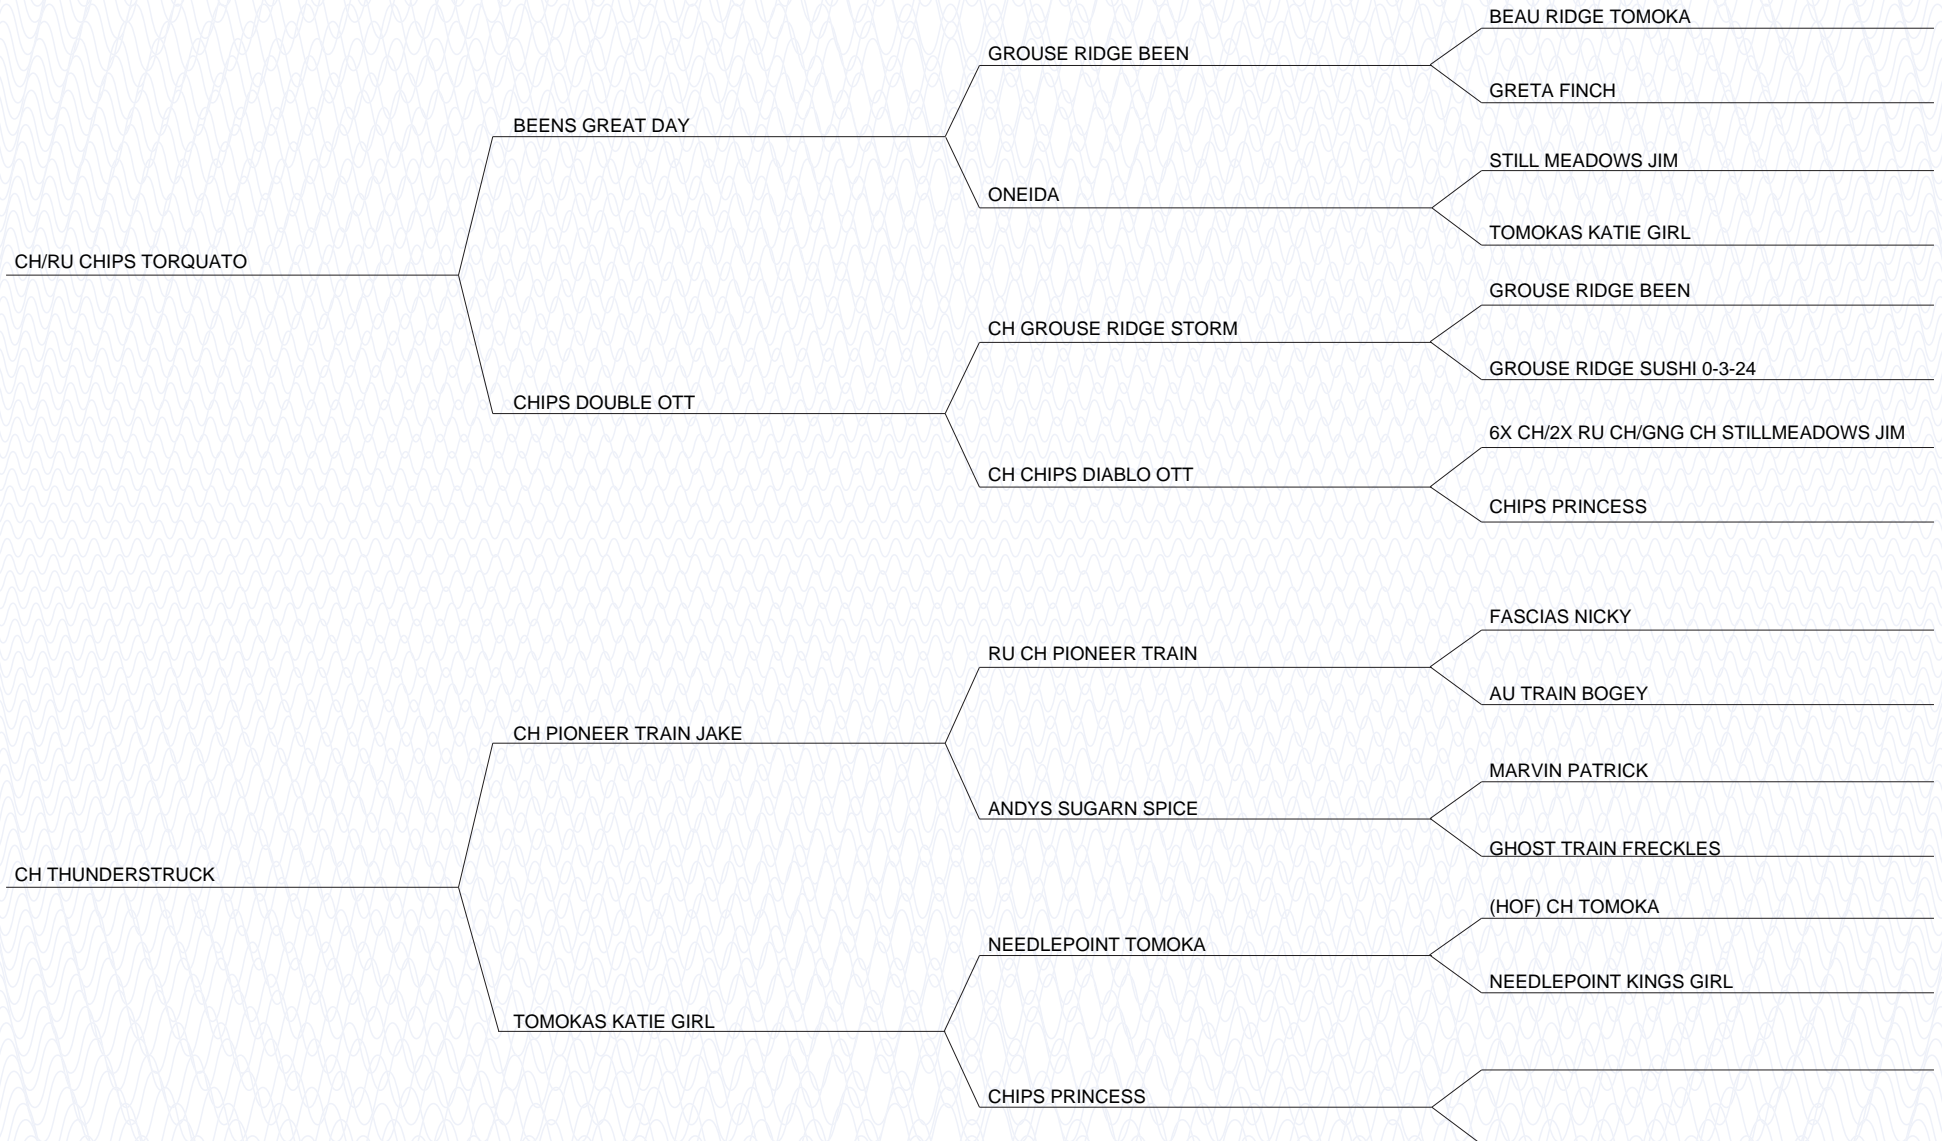 BEAU RIDGE TOMOKA
GROUSE RIDGE BEEN
GRETA FINCH
BEENS GREAT DAY
STILL MEADOWS JIM
ONEIDA
TOMOKAS KATIE GIRL
CH/RU CHIPS TORQUATO
GROUSE RIDGE BEEN
CH GROUSE RIDGE STORM
GROUSE RIDGE SUSHI 0-3-24
CHIPS DOUBLE OTT
6X CH/2X RU CH/GNG CH STILLMEADOWS JIM
CH CHIPS DIABLO OTT
CHIPS PRINCESS
FASCIAS NICKY
RU CH PIONEER TRAIN
AU TRAIN BOGEY
CH PIONEER TRAIN JAKE
MARVIN PATRICK
ANDYS SUGARN SPICE
GHOST TRAIN FRECKLES
CH THUNDERSTRUCK
(HOF) CH TOMOKA
NEEDLEPOINT TOMOKA
NEEDLEPOINT KINGS GIRL
TOMOKAS KATIE GIRL
CHIPS PRINCESS